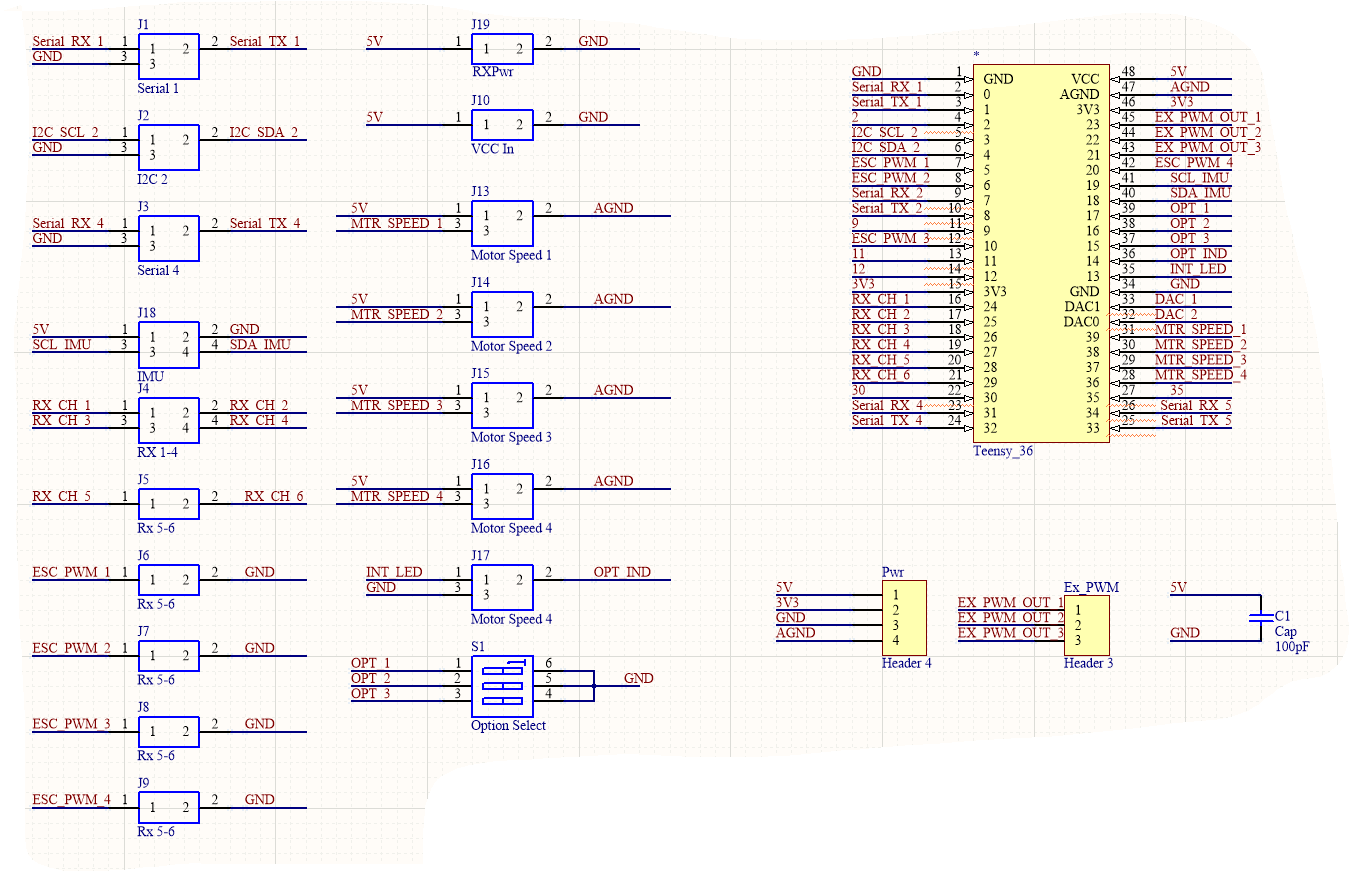 J1
Serial_RX_1 1 1 2 2 Serial_TX_1
GND 3 3
Serial 1
J2
I2C_SCL_2 1 1 2 2 I2C_SDA_2
GND 3 3
I2C 2
J3
Serial_RX_4 1 1 2 2 Serial_TX_4
GND 3 3
Serial 4
J18
5V 1 1 2 2 GND
SCL_IMU 3 3 4 4 SDA_IMU
IMU
J4
RX_CH_1 1 1 2 2 RX_CH_2
RX_CH_3 3 3 4 4 RX_CH_4
RX 1-4
J5
RX_CH_5 1 1 2 2 RX_CH_6
Rx 5-6
J6
ESC_PWM_1 1 1 2 2 GND
Rx 5-6
J7
ESC_PWM_2 1 1 2 2 GND
Rx 5-6
J8
ESC_PWM_3 1 1 2 2 GND
Rx 5-6
J9
ESC_PWM_4 1 1 2 2 GND
Rx 5-6
J19
5V 1 1 2 2 GND
RXPwr
J10
5V 1 1 2 2 GND
VCC In
J13
5V 1 1 2 2 AGND
MTR_SPEED_1 3 3
Motor Speed 1
J14
5V 1 1 2 2 AGND
MTR_SPEED_2 3 3
Motor Speed 2
J15
5V 1 1 2 2 AGND
MTR_SPEED_3 3 3
Motor Speed 3
J16
5V 1 1 2 2 AGND
MTR_SPEED_4 3 3
Motor Speed 4
J17
INT_LED 1 1 2 2 OPT_IND
GND 3 3
Motor Speed 4
S1
OPT_1 1 1 6
OPT_2 2 5 GND
OPT_3 3 4
Option Select
*
GND 1 GND VCC 48 5V
Serial_RX_1 2 0 AGND 47 AGND
Serial_TX_1 3 1 3V3 46 3V3
2 4 2 23 45 EX_PWM_OUT_1
I2C_SCL_2 5 3 22 44 EX_PWM_OUT_2
I2C_SDA_2 6 4 21 43 EX_PWM_OUT_3
ESC_PWM_1 7 5 20 42 ESC_PWM_4
ESC_PWM_2 8 6 19 41 SCL_IMU
Serial_RX_2 9 7 18 40 SDA_IMU
Serial_TX_2 10 8 17 39 OPT_1
9 11 9 16 38 OPT_2
ESC_PWM_3 12 10 15 37 OPT_3
11 13 11 14 36 OPT_IND
12 14 12 13 35 INT_LED
3V3 15 3V3 GND 34 GND
RX_CH_1 16 24 DAC1 33 DAC_1
RX_CH_2 17 25 DAC0 32 DAC_2
RX_CH_3 18 26 39 31 MTR_SPEED_1
RX_CH_4 19 27 38 30 MTR_SPEED_2
RX_CH_5 20 28 37 29 MTR_SPEED_3
RX_CH_6 21 29 36 28 MTR_SPEED_4
30 22 30 35 27 35
Serial_RX_4 23 31 34 26 Serial_RX_5
Serial_TX_4 24 32 33 25 Serial_TX_5
Teensy_36
Pwr
5V 1
3V3 2
GND 3
AGND 4
Header 4
Ex_PWM
EX_PWM_OUT_1 1
EX_PWM_OUT_2 2
EX_PWM_OUT_3 3
Header 3
5V
C1
GND Cap
100pF